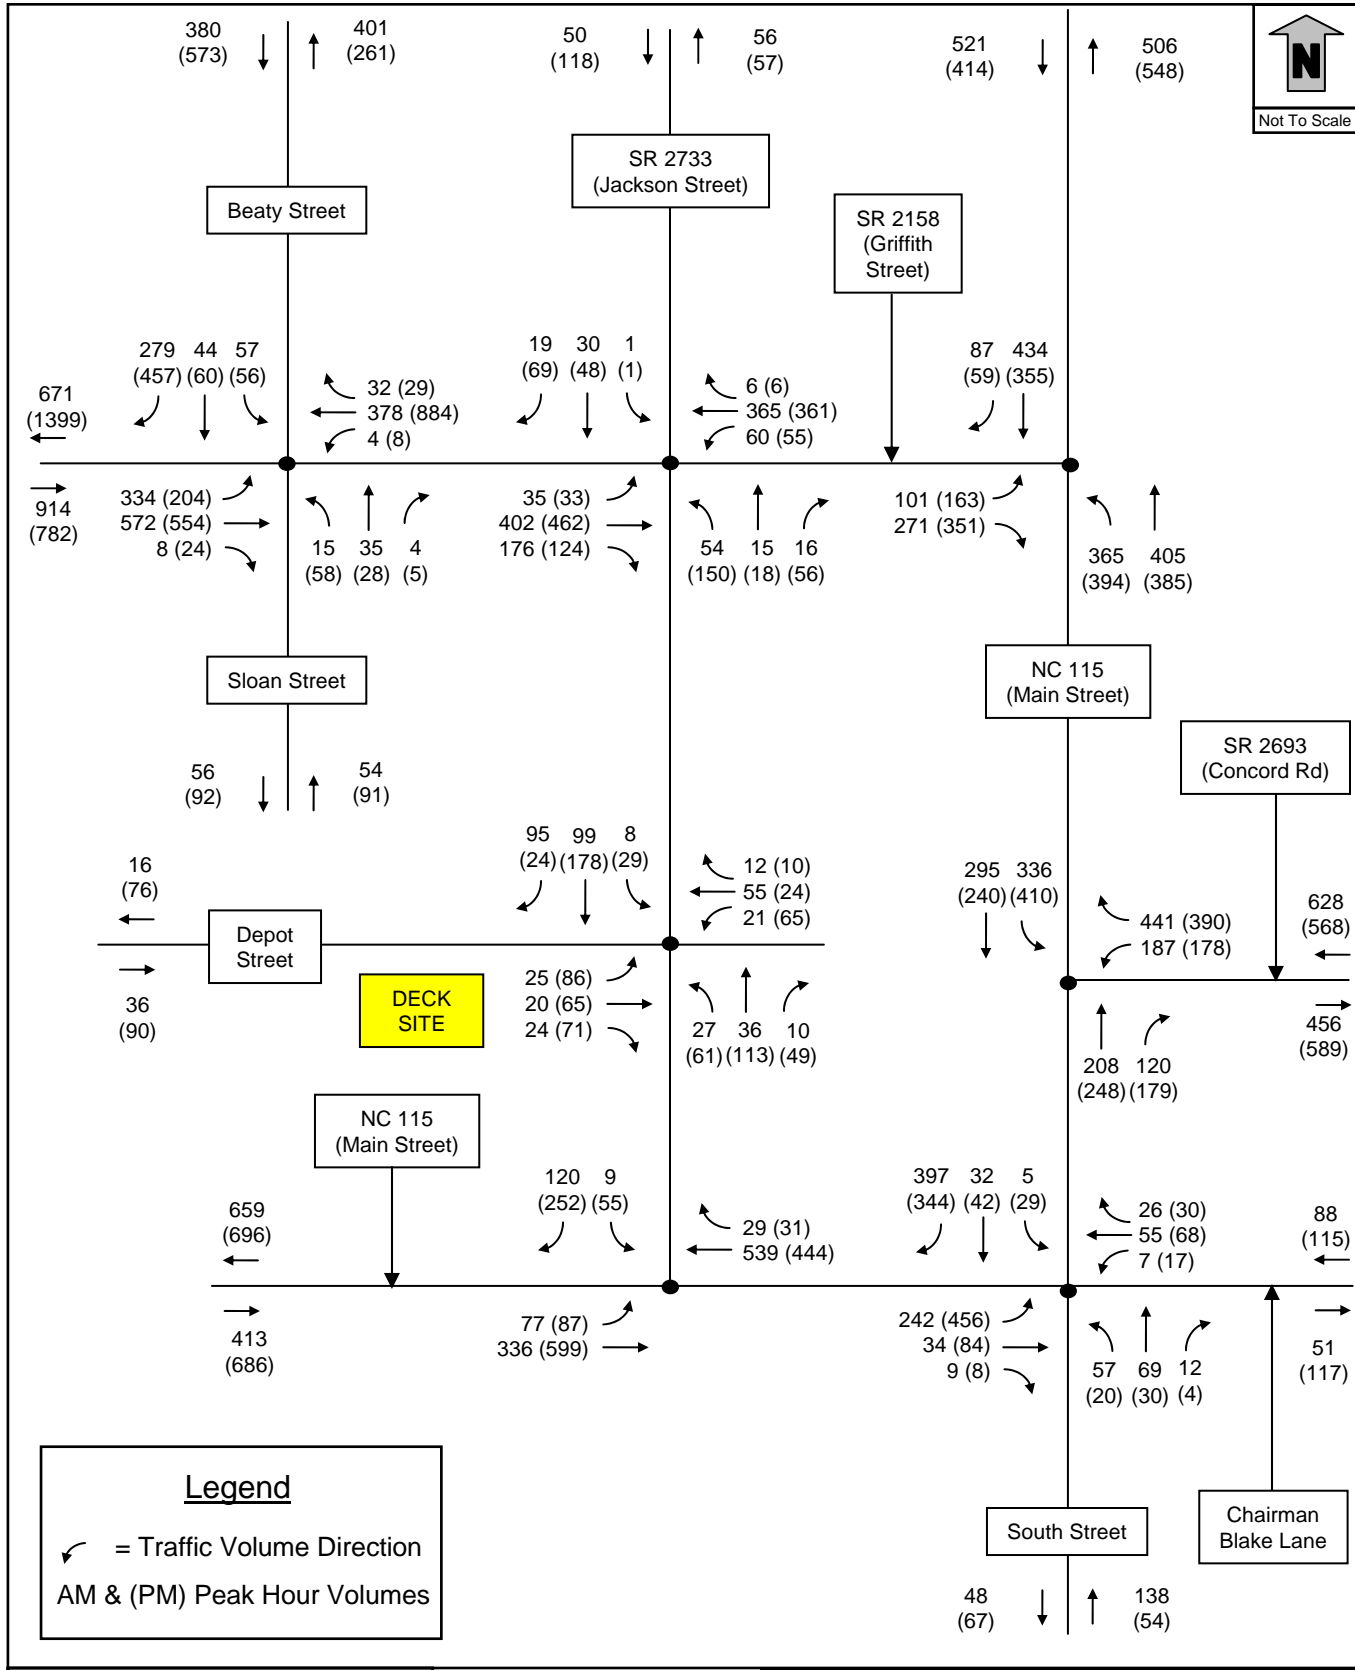 380
(573)
401
(261)
50
(118)
56
(57)
521
(414)
506
(548)
N
Not To Scale
SR 2733
(Jackson Street)
Beaty Street
SR 2158
(Griffith
Street)
279 44 57
(457) (60) (56)
32 (29)
378 (884)
4 (8)
671
(1399)
914
(782)
334 (204)
572 (554)
8 (24)
15 35 4
(58) (28) (5)
19 30 1
(69) (48) (1)
6 (6)
365 (361)
60 (55)
35 (33)
402 (462)
176 (124)
54 15 16
(150) (18) (56)
87 434
(59) (355)
101 (163)
271 (351)
365 405
(394) (385)
Sloan Street
NC 115
(Main Street)
SR 2693
(Concord Rd)
56
(92)
54
(91)
95 99 8
(24) (178) (29)
12 (10)
55 (24)
21 (65)
16
(76)
Depot
Street
36
(90)
DECK
SITE
25 (86)
20 (65)
24 (71)
27 36 10
(61) (113) (49)
295 336
(240) (410)
441 (390)
187 (178)
628
(568)
456
(589)
208 120
(248) (179)
NC 115
(Main Street)
120 9
(252) (55)
29 (31)
539 (444)
659
(696)
413
(686)
77 (87)
336 (599)
397 32 5
(344) (42) (29)
26 (30)
55 (68)
7 (17)
88
(115)
242 (456)
34 (84)
9 (8)
57 69 12
(20) (30) (4)
51
(117)
Legend
= Traffic Volume Direction
AM & (PM) Peak Hour Volumes
South Street
Chairman
Blake Lane
48
(67)
138
(54)